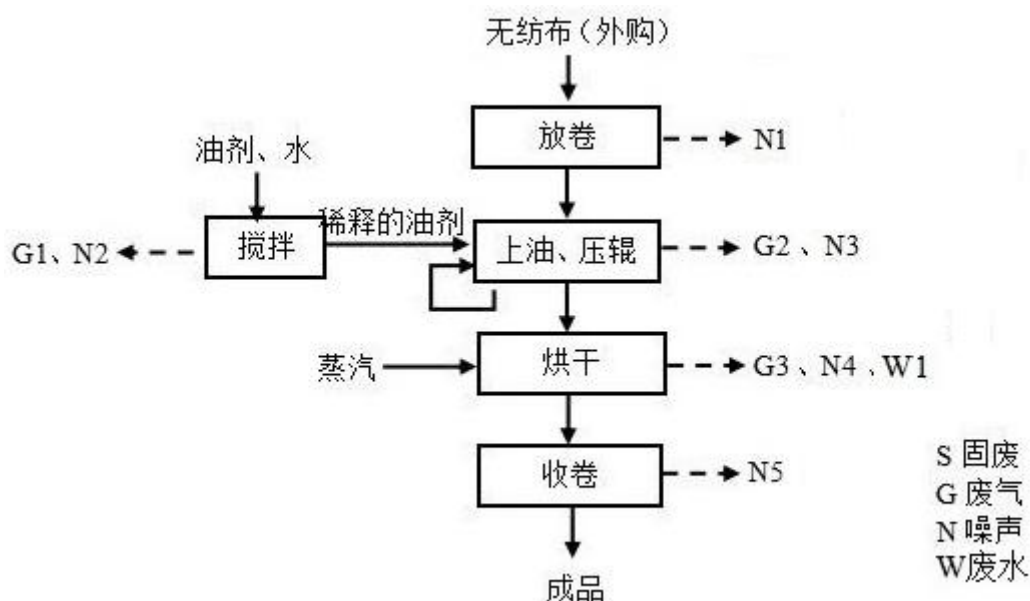 无纺布（外购）
放卷
N1
油剂、水
稀释的油剂
搅拌
G1、N2
上油、压辊
G2 、N3
蒸汽
烘干
G3、N4 、W1
收卷
N5
S 固废
G 废气
N 噪声
W废水
成品